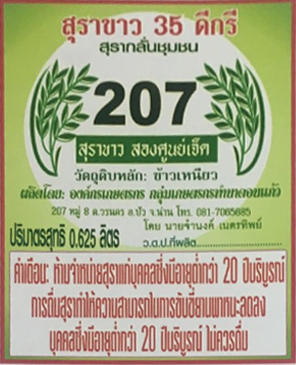 สุราขาว 35 ดีกรี
สุรากลั่นชุมชน
207
สุราขาว สองศูนย์เจ็ด
วัตถุดิบหลัก: ข้าวเหนียว
ผลิตโดย: องค์กรเกษตรกร กลุ่มเกษตรกรทำนาดอนแก้ว
207 หมู่ 8 ต.วรนคร อ.ปัว จ.น่าน โทร. 081-7065685
โดย นายจำนงค์ เนตรทิพย์
ปริมาตรสุทธิ 0.625 ลิตร
ว.ด.ป.ที่ผลิต
คำเตือน: ห้ามจำหน่ายสุราแก่บุคคลซึ่งมีอายุต่ำกว่า 20 ปีบริบูรณ์
การดื่มสุราทำให้ความสามารถในการขับขี่ยานพาหนะลดลง
บุคคลซึ่งมีอายุต่ำกว่า 20 ปีบริบูรณ์ ไม่ควรดื่ม